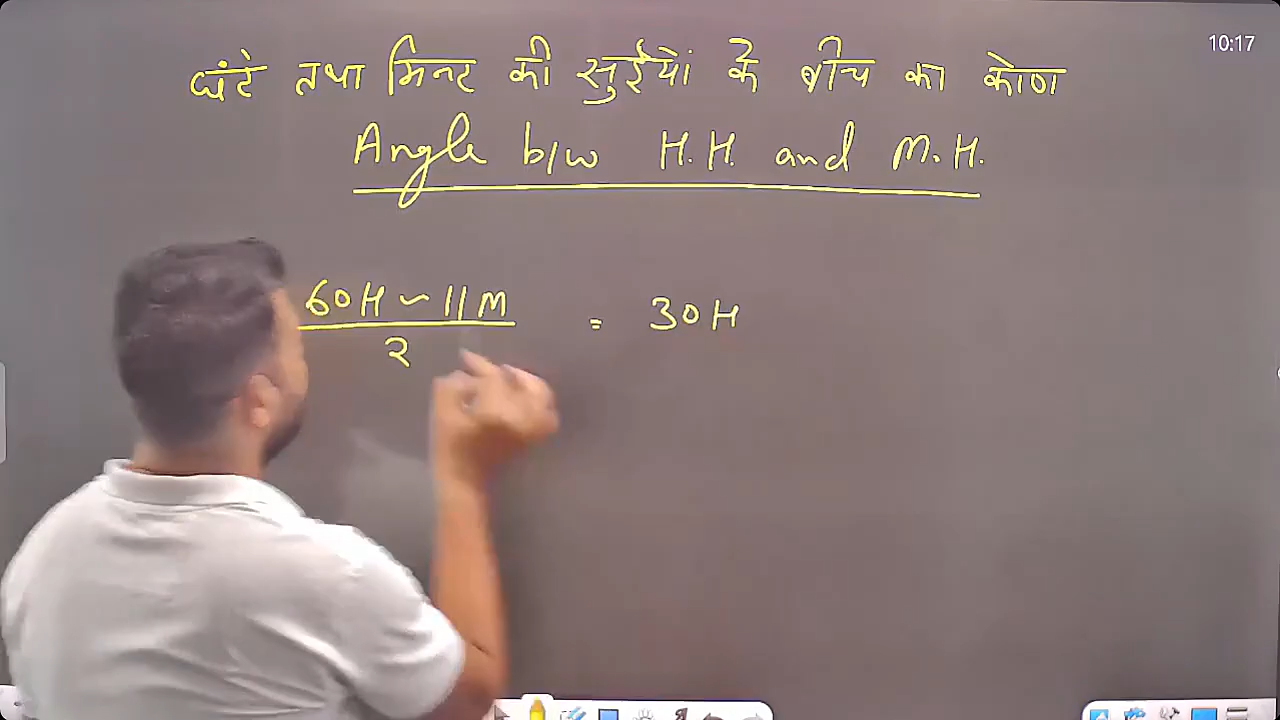 10:17
घंटे तथा मिनट की सुईयों के बीच का कोण
Angle b/w H.H. and M.H.
60H ~ 11M
2
= 30H